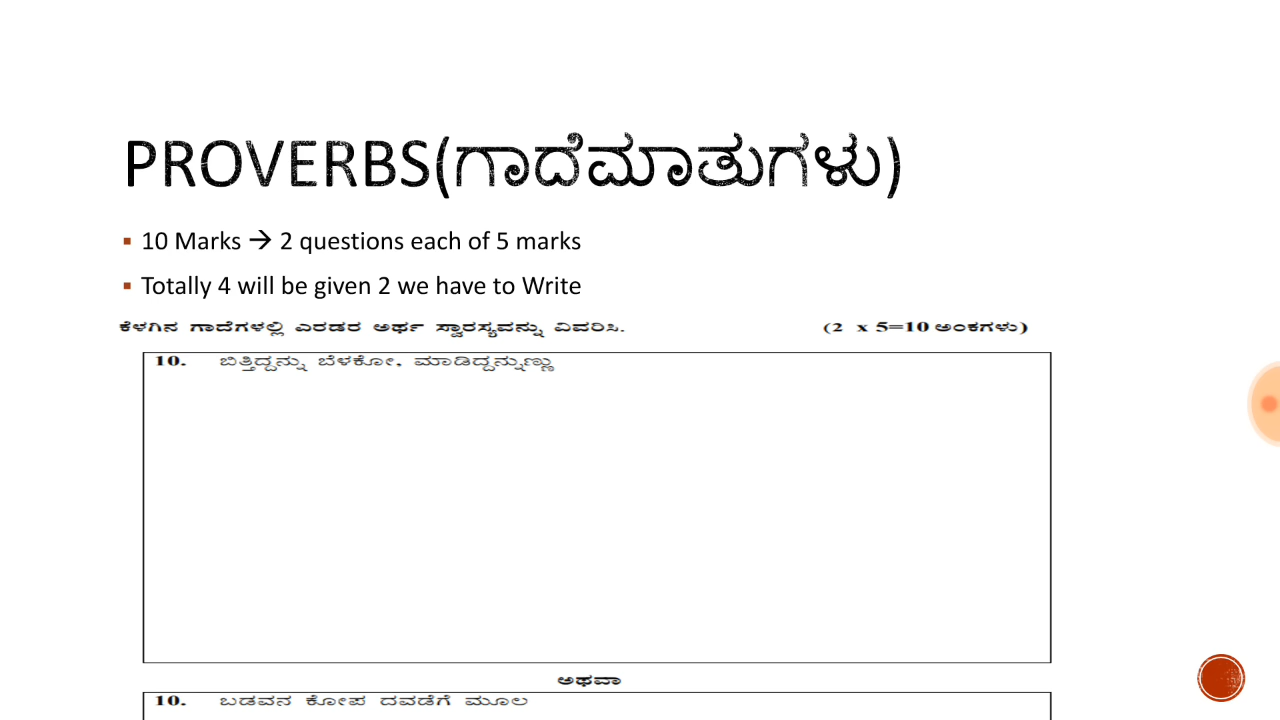 PROVERBS(ಗಾದೆಮಾತುಗಳು)
▪ 10 Marks → 2 questions each of 5 marks
▪ Totally 4 will be given 2 we have to Write
ಕೆಳಗಿನ ಗಾದೆಗಳಲ್ಲಿ ಎರಡರ ಅರ್ಥ ಸ್ವಾರಸ್ಯವನ್ನು ವಿವರಿಸಿ. (2 x 5=10 ಅಂಕಗಳು)
10. ಬಿತ್ತಿದ್ದನ್ನು ಬೆಳಕೋ, ಮಾಡಿದ್ದನ್ನುಣ್ಣು
ಅಥವಾ
10. ಬಡವನ ಕೋಪ ದವಡೆಗೆ ಮೂಲ